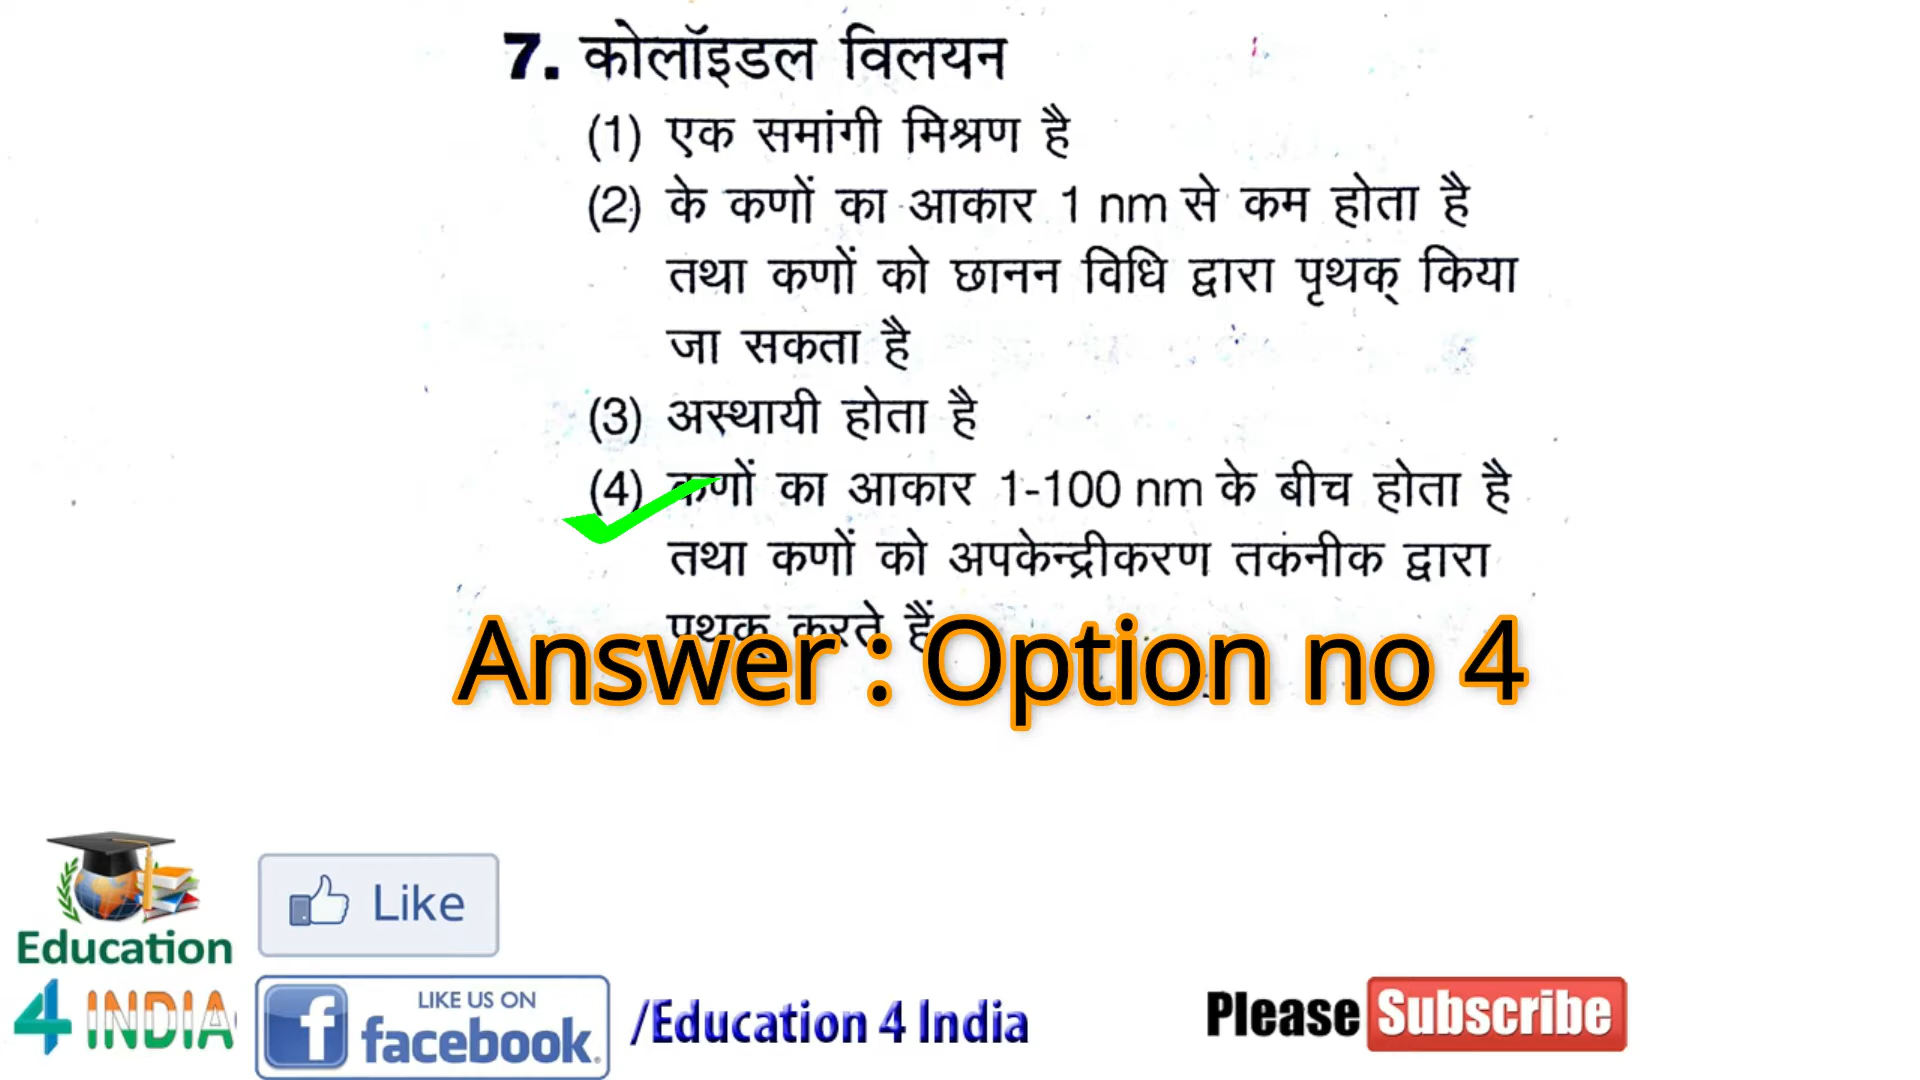 7. कोलॉइडल विलयन
(1) एक समांगी मिश्रण है
(2) के कणों का आकार 1 nm से कम होता है
तथा कणों को छानन विधि द्वारा पृथक् किया
जा सकता है
(3) अस्थायी होता है
(4) कणों का आकार 1-100 nm के बीच होता है
तथा कणों को अपकेन्द्रीकरण तकनीक द्वारा
पृथक् करते हैं
Answer : Option no 4
Education
4 INDIA
Like
LIKE US ON
facebook
/Education 4 India
Please Subscribe